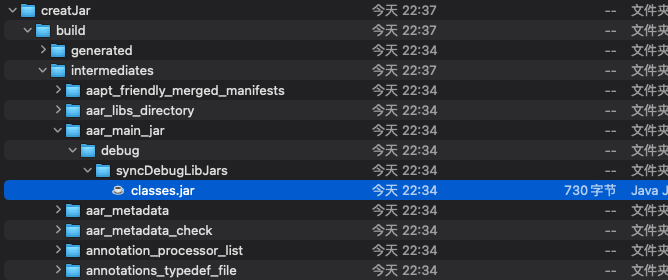 creatJar 今天 22:37 -- 文件夹
build 今天 22:37 -- 文件夹
generated 今天 22:34 -- 文件夹
intermediates 今天 22:37 -- 文件夹
aapt_friendly_merged_manifests 今天 22:34 -- 文件夹
aar_libs_directory 今天 22:34 -- 文件夹
aar_main_jar 今天 22:34 -- 文件夹
debug 今天 22:34 -- 文件夹
syncDebugLibJars 今天 22:34 -- 文件夹
classes.jar 今天 22:34 730 字节 Java J
aar_metadata 今天 22:34 -- 文件夹
aar_metadata_check 今天 22:34 -- 文件夹
annotation_processor_list 今天 22:34 -- 文件夹
annotations_typedef_file 今天 22:34 -- 文件夹